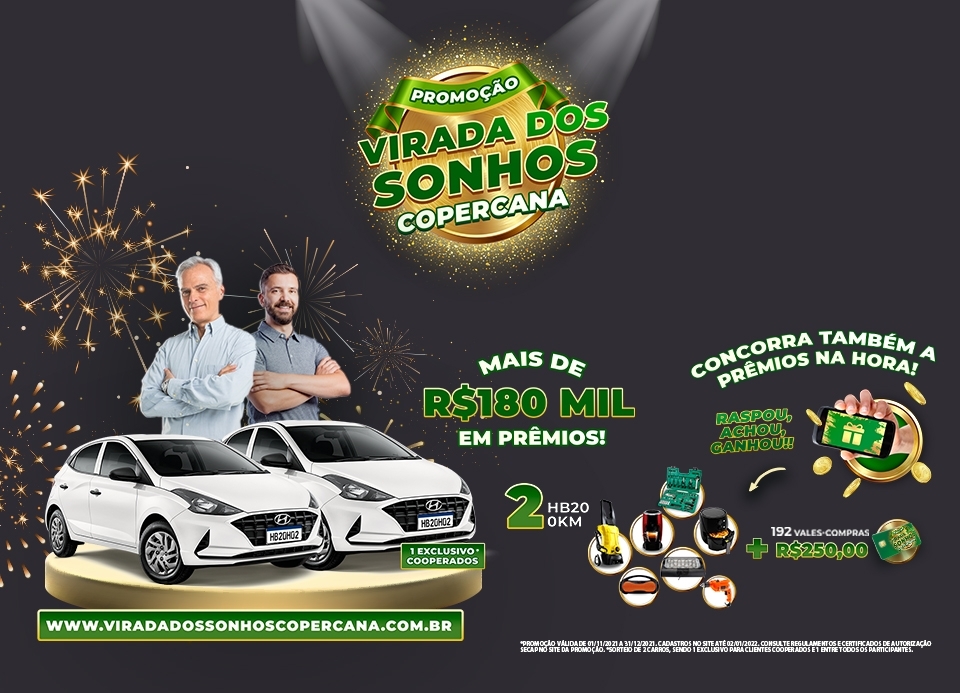 PROMOÇÃO
VIRADA DOS
SONHOS
COPERCANA
MAIS DE
R$180 MIL
EM PRÊMIOS!
CONCORRA TAMBÉM A
PRÊMIOS NA HORA!
RASPOU,
ACHOU,
GANHOU!!
2 HB20
0KM
192 VALES-COMPRAS
+ R$250,00
HB20H02
HB20H02
1 EXCLUSIVO*
COOPERADOS
WWW.VIRADADOSSONHOSCOPERCANA.COM.BR
*PROMOÇÃO VÁLIDA DE 01/11/2021 A 31/12/2021. CADASTROS NO SITE ATÉ 02/01/2022. CONSULTE REGULAMENTOS E CERTIFICADOS DE AUTORIZAÇÃO
SECAP NO SITE DA PROMOÇÃO. *SORTEIO DE 2 CARROS, SENDO 1 EXCLUSIVO PARA CLIENTES COOPERADOS E 1 ENTRE TODOS OS PARTICIPANTES.